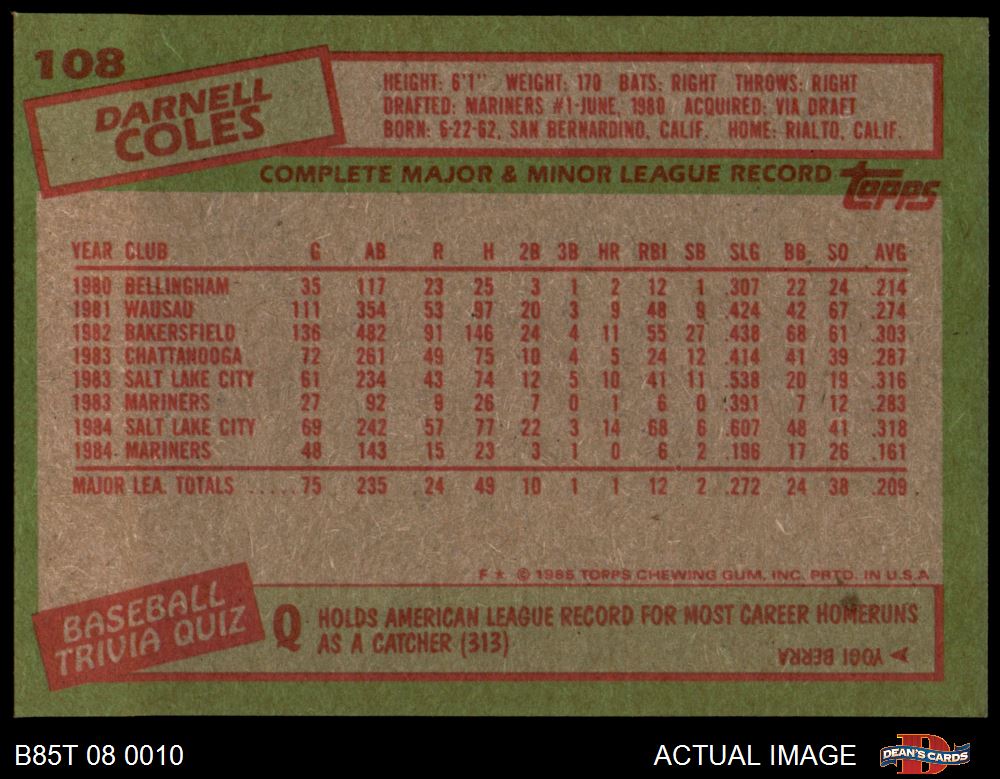 108
DARNELL
COLES
HEIGHT: 6'1" WEIGHT: 170 BATS: RIGHT THROWS: RIGHT
DRAFTED: MARINERS #1-JUNE, 1980 ACQUIRED: VIA DRAFT
BORN: 6-22-62, SAN BERNARDINO, CALIF. HOME: RIALTO, CALIF.
COMPLETE MAJOR & MINOR LEAGUE RECORD topps
YEAR CLUB G AB R H 2B 3B HR RBI SB SLG BB SO AVG
1980 BELLINGHAM 35 117 23 25 3 1 2 12 1 .307 22 24 .214
1981 WAUSAU 111 354 53 97 20 3 9 48 9 .424 42 67 .274
1982 BAKERSFIELD 136 482 91 146 24 4 11 55 27 .438 68 61 .303
1983 CHATTANOOGA 72 261 49 75 10 4 5 24 12 .414 41 39 .287
1983 SALT LAKE CITY 61 234 43 74 12 5 10 41 11 .538 20 19 .316
1983 MARINERS 27 92 9 26 7 0 1 6 0 .391 7 12 .283
1984 SALT LAKE CITY 69 242 57 77 22 3 14 68 6 .607 48 41 .318
1984 MARINERS 48 143 15 23 3 1 0 6 2 .196 17 26 .161
MAJOR LEA. TOTALS ..... 75 235 24 49 10 1 1 12 2 .272 24 38 .209
F * © 1985 TOPPS CHEWING GUM, INC. PRTD. IN U.S.A.
BASEBALL
TRIVIA QUIZ
Q HOLDS AMERICAN LEAGUE RECORD FOR MOST CAREER HOMERUNS
AS A CATCHER (313)
A YOGI BERRA
B85T 08 0010
ACTUAL IMAGE
D
DEAN'S CARDS